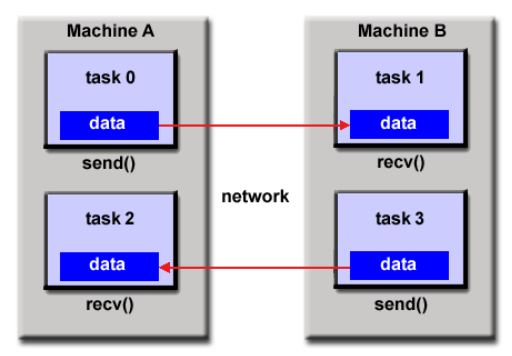 Machine A
task 0
data
send()
task 2
data
recv()
network
Machine B
task 1
data
recv()
task 3
data
send()